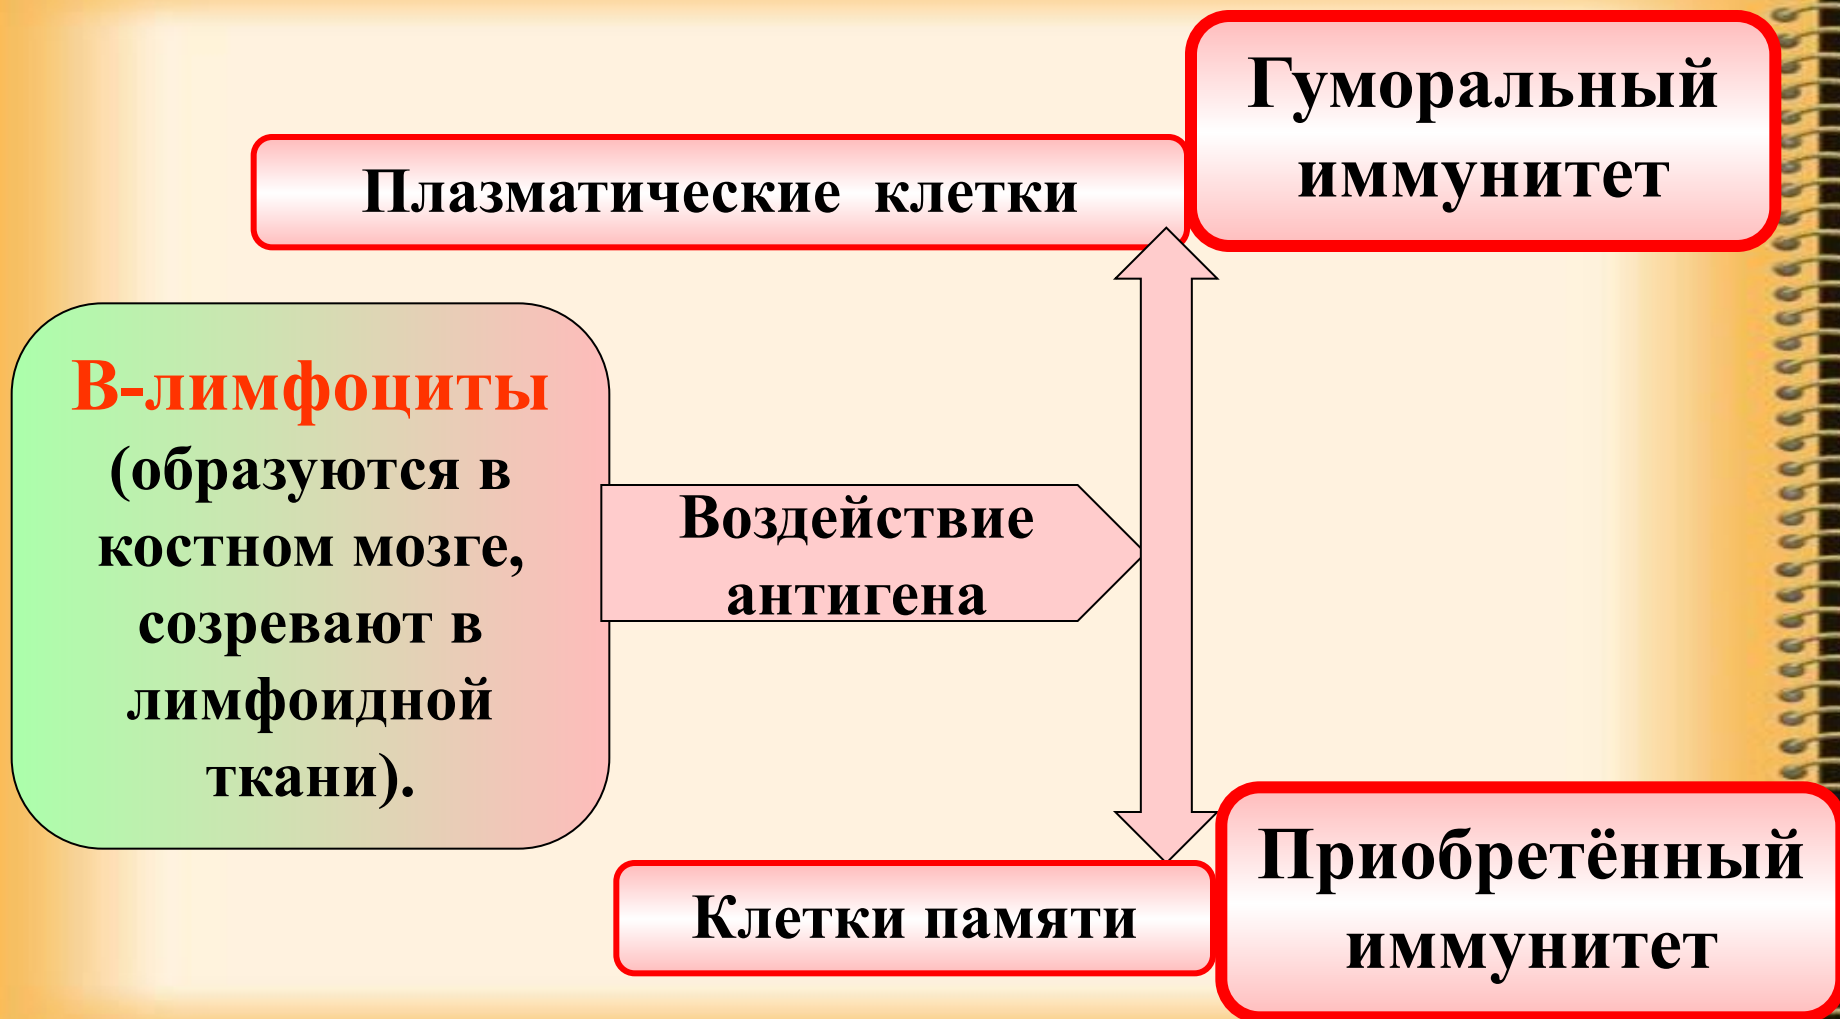 Гуморальный
иммунитет
Плазматические клетки
В-лимфоциты
(образуются в
костном мозге,
созревают в
лимфоидной
ткани).
Воздействие
антигена
Приобретённый
иммунитет
Клетки памяти